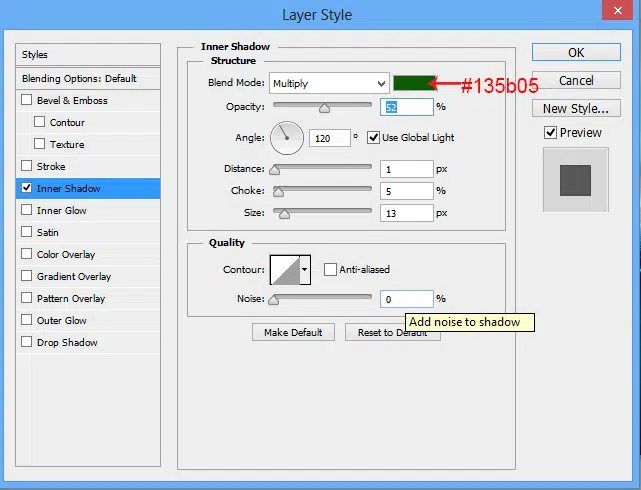 Layer Style
Styles
Blending Options: Default
Bevel & Emboss
Contour
Texture
Stroke
Inner Shadow
Inner Glow
Satin
Color Overlay
Gradient Overlay
Pattern Overlay
Outer Glow
Drop Shadow
Inner Shadow
Structure
Blend Mode: Multiply
#135b05
Opacity: 52 %
Angle: 120 ° Use Global Light
Distance: 1 px
Choke: 5 px
Size: 13 px
Quality
Contour: Anti-aliased
Noise: 0 %
Add noise to shadow
Make Default Reset to Default
OK
Cancel
New Style...
Preview